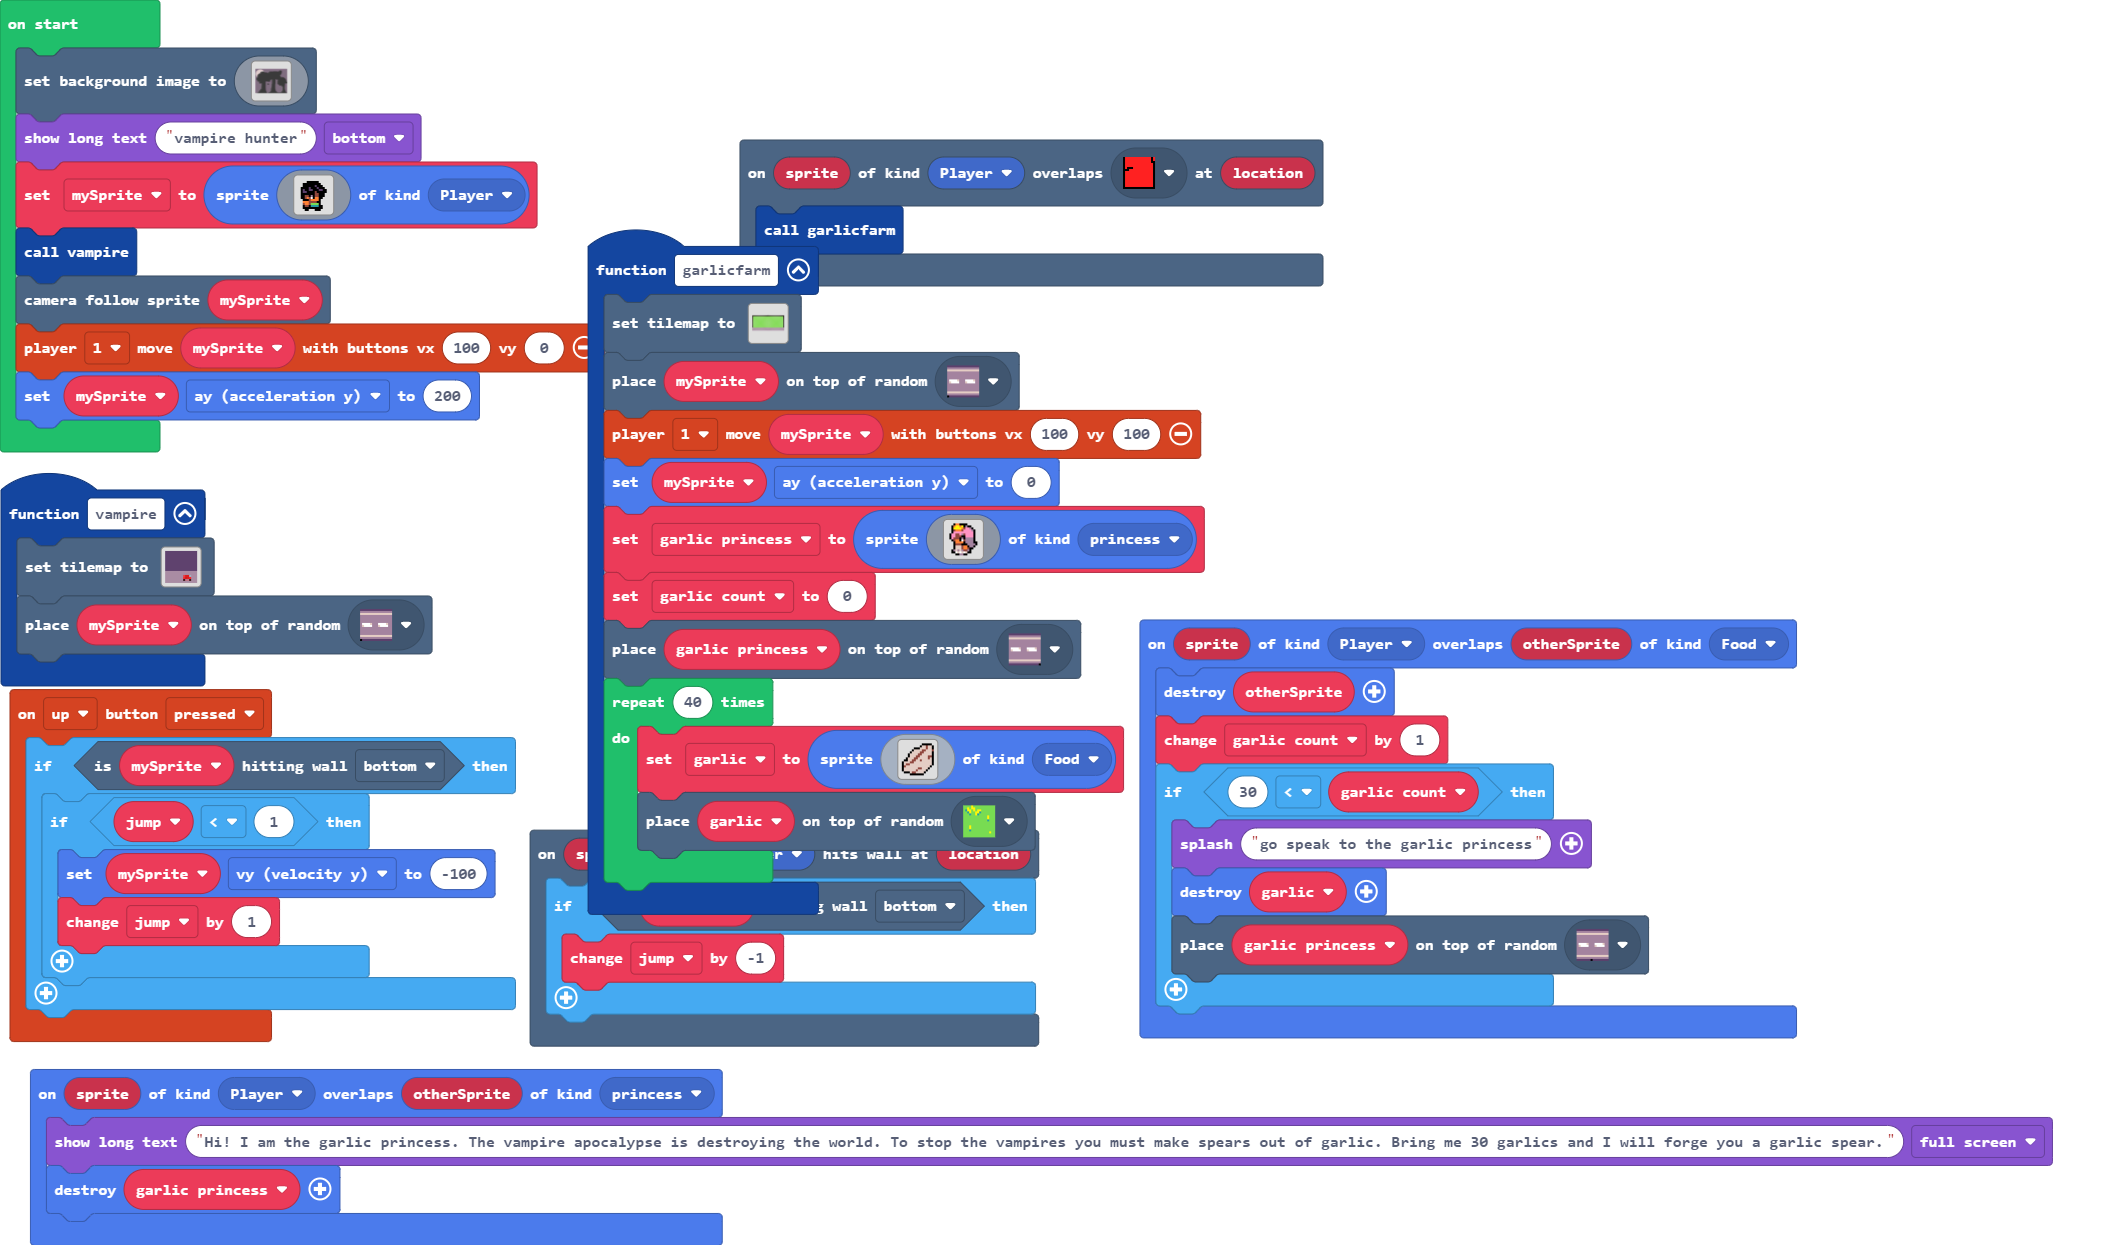 on start
set background image to
show long text "vampire hunter" bottom
set mySprite to sprite of kind Player
call vampire
camera follow sprite mySprite
player 1 move mySprite with buttons vx 100 vy 0
set mySprite ay (acceleration y) to 200
function vampire
set tilemap to
place mySprite on top of random
on up button pressed
if is mySprite hitting wall bottom then
if jump < 1 then
set mySprite vy (velocity y) to -100
change jump by 1
on sprite of kind Player overlaps at location
call garlicfarm
function garlicfarm
set tilemap to
place mySprite on top of random
player 1 move mySprite with buttons vx 100 vy 100
set mySprite ay (acceleration y) to 0
set garlic princess to sprite of kind princess
set garlic count to 0
place garlic princess on top of random
repeat 40 times
do
set garlic to sprite of kind Food
place garlic on top of random
on hits wall at location
if wall bottom then
change jump by -1
on sprite of kind Player overlaps otherSprite of kind Food
destroy otherSprite
change garlic count by 1
if 30 < garlic count then
splash "go speak to the garlic princess"
destroy garlic
place garlic princess on top of random
on sprite of kind Player overlaps otherSprite of kind princess
show long text "Hi! I am the garlic princess. The vampire apocalypse is destroying the world. To stop the vampires you must make spears out of garlic. Bring me 30 garlics and I will forge you a garlic spear." full screen
destroy garlic princess